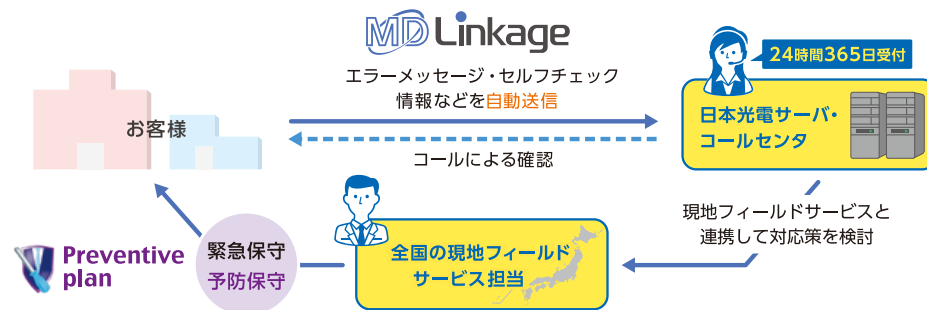 MD Linkage
24時間365日受付
エラーメッセージ・セルフチェック
情報などを自動送信
お客様
日本光電サーバ・
コールセンタ
コールによる確認
現地フィールドサービスと
連携して対応策を検討
全国の現地フィールド
サービス担当
緊急保守
予防保守
Preventive
plan